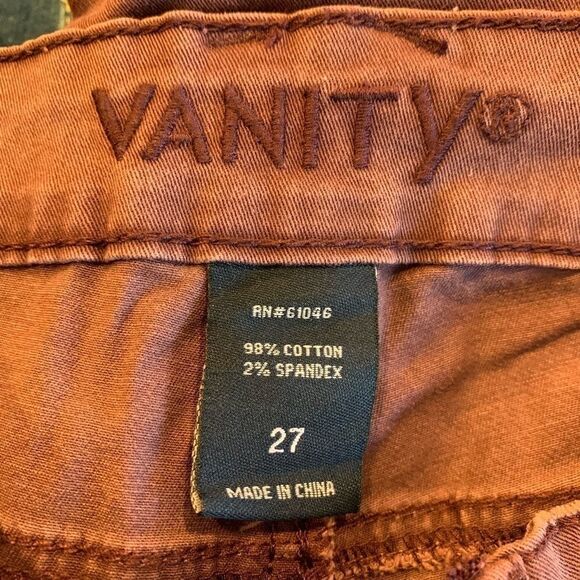 VANITY®
RN#61046
98% COTTON
2% SPANDEX
27
MADE IN CHINA